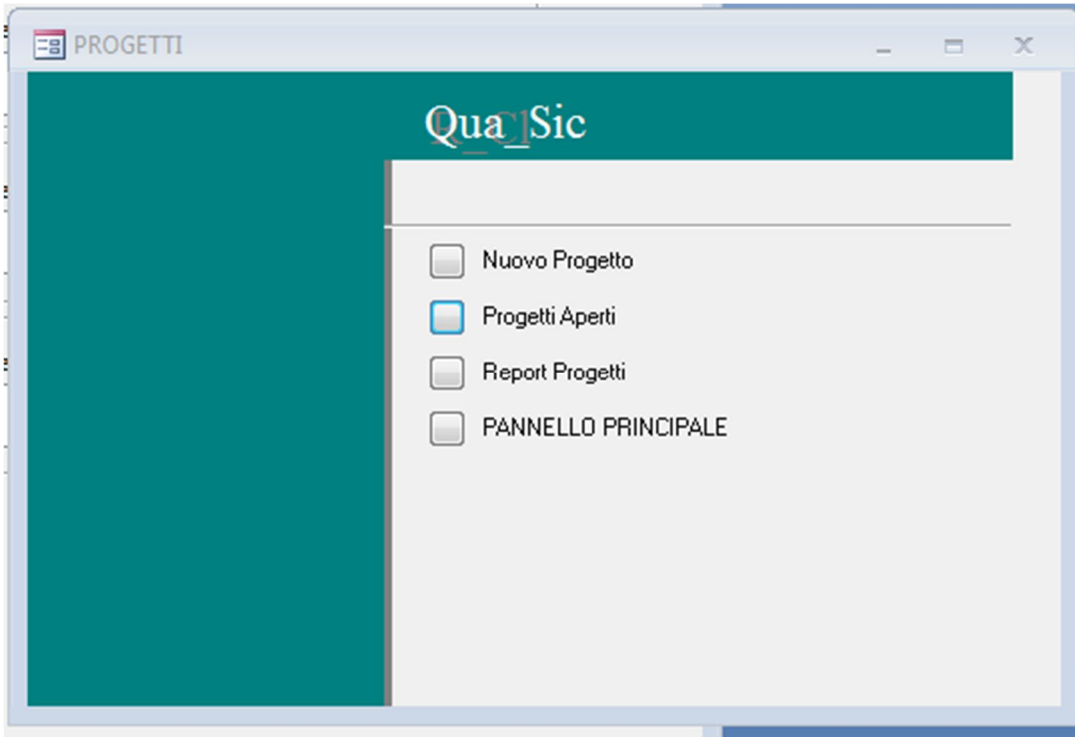 PROGETTI
Qua_Sic
Nuovo Progetto
Progetti Aperti
Report Progetti
PANNELLO PRINCIPALE